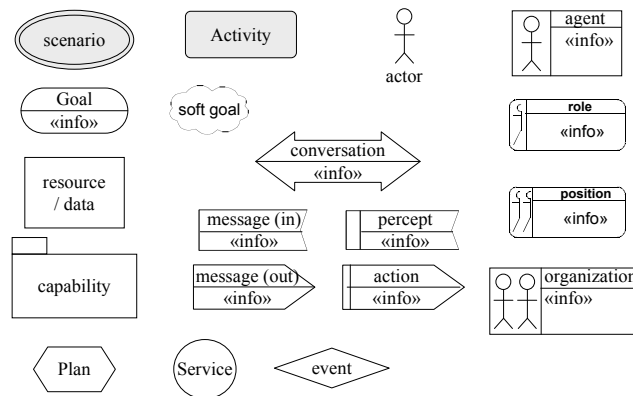 scenario
Activity
actor
agent
«info»
Goal
«info»
soft goal
role
«info»
conversation
«info»
resource
/ data
position
«info»
message (in)
«info»
percept
«info»
capability
message (out)
«info»
action
«info»
organization
«info»
Plan
Service
event